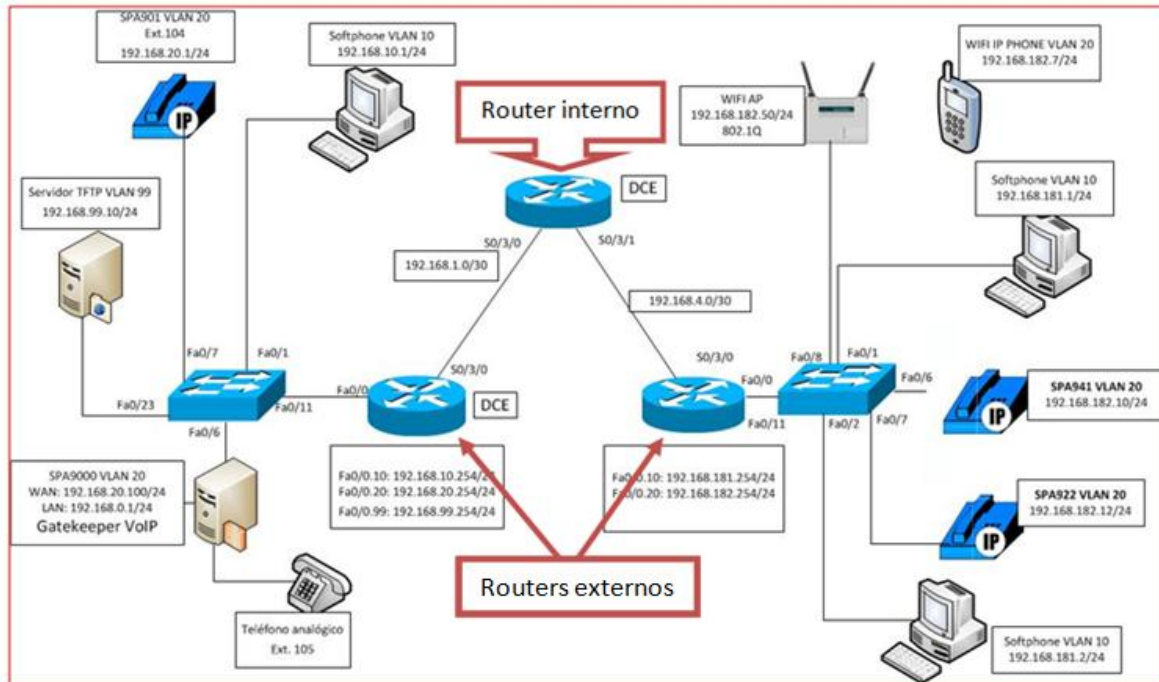 SPA901 VLAN 20
Ext.104
192.168.20.1/24
Softphone VLAN 10
192.168.10.1/24
Router interno
WIFI AP
192.168.182.50/24
802.1Q
WIFI IP PHONE VLAN 20
192.168.182.7/24
IP
Servidor TFTP VLAN 99
192.168.99.10/24
DCE
Softphone VLAN 10
192.168.181.1/24
S0/3/0
S0/3/1
192.168.1.0/30
192.168.4.0/30
Fa0/7
Fa0/1
S0/3/0
S0/3/0
Fa0/8
Fa0/1
Fa0/23
Fa0/11
Fa0/0
DCE
Fa0/0
Fa0/11
Fa0/6
Fa0/2
Fa0/7
SPA941 VLAN 20
192.168.182.10/24
IP
Fa0/6
SPA9000 VLAN 20
WAN: 192.168.20.100/24
LAN: 192.168.0.1/24
Gatekeeper VoIP
Fa0/0.10: 192.168.10.254/24
Fa0/0.20: 192.168.20.254/24
Fa0/0.99: 192.168.99.254/24
Fa0/0.10: 192.168.181.254/24
Fa0/0.20: 192.168.182.254/24
SPA922 VLAN 20
192.168.182.12/24
IP
Routers externos
Teléfono analógico
Ext. 105
Softphone VLAN 10
192.168.181.2/24